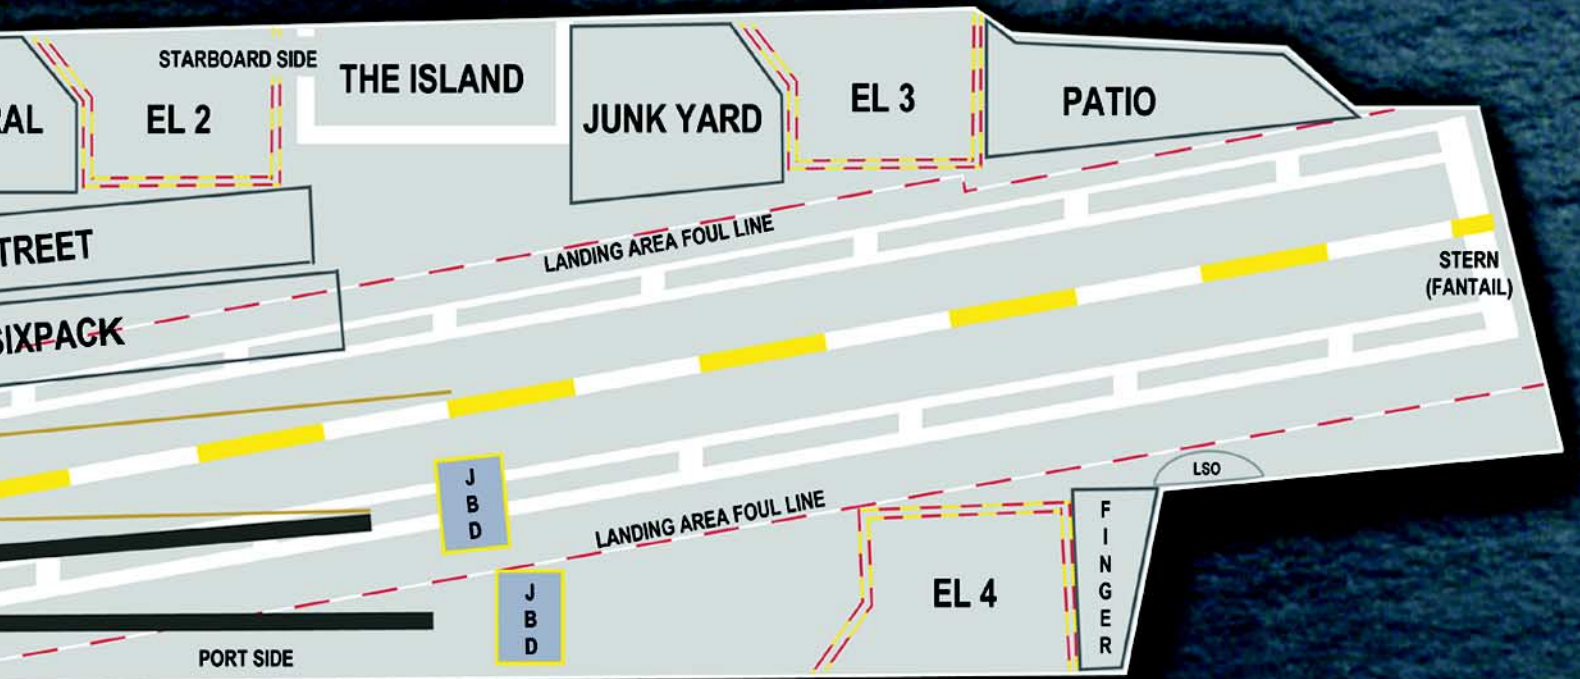 STARBOARD SIDE
THE ISLAND
EL 2
JUNK YARD
EL 3
PATIO
LANDING AREA FOUL LINE
STERN
(FANTAIL)
J
B
D
LANDING AREA FOUL LINE
LSO
F
I
N
G
E
R
EL 4
J
B
D
PORT SIDE
RAL
TREET
SIXPACK